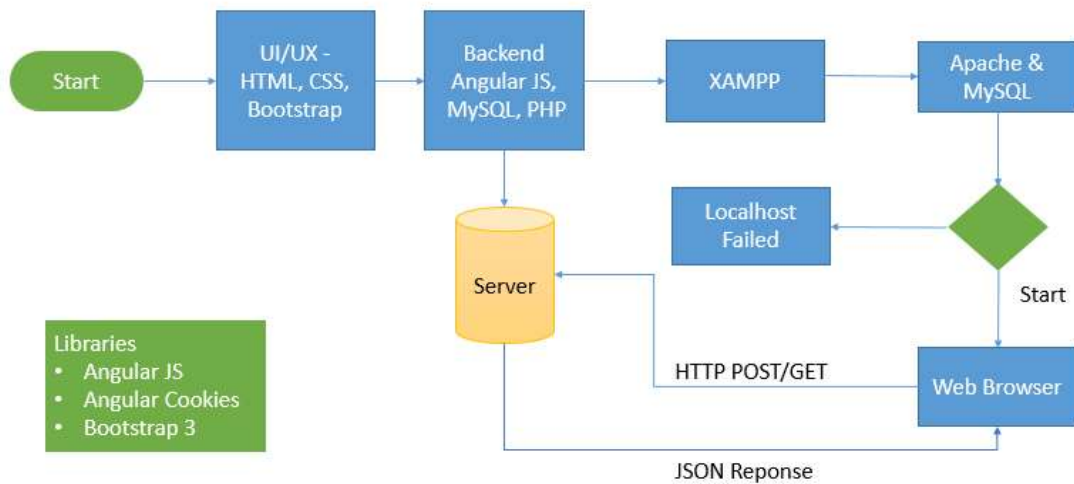 Start
UI/UX -
HTML, CSS,
Bootstrap
Backend
Angular JS,
MySQL, PHP
XAMPP
Apache &
MySQL
Localhost
Failed
Server
Start
Libraries
• Angular JS
• Angular Cookies
• Bootstrap 3
HTTP POST/GET
Web Browser
JSON Reponse